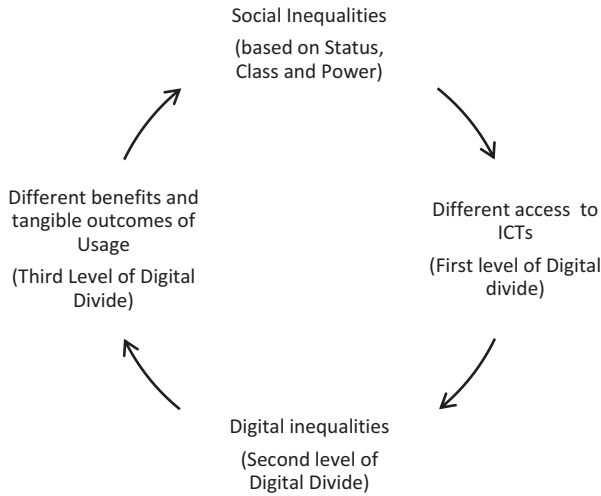 Social Inequalities
(based on Status,
Class and Power)
Different access to
ICTs
(First level of Digital
divide)
Digital inequalities
(Second level of
Digital Divide)
Different benefits and
tangible outcomes of
Usage
(Third Level of Digital
Divide)